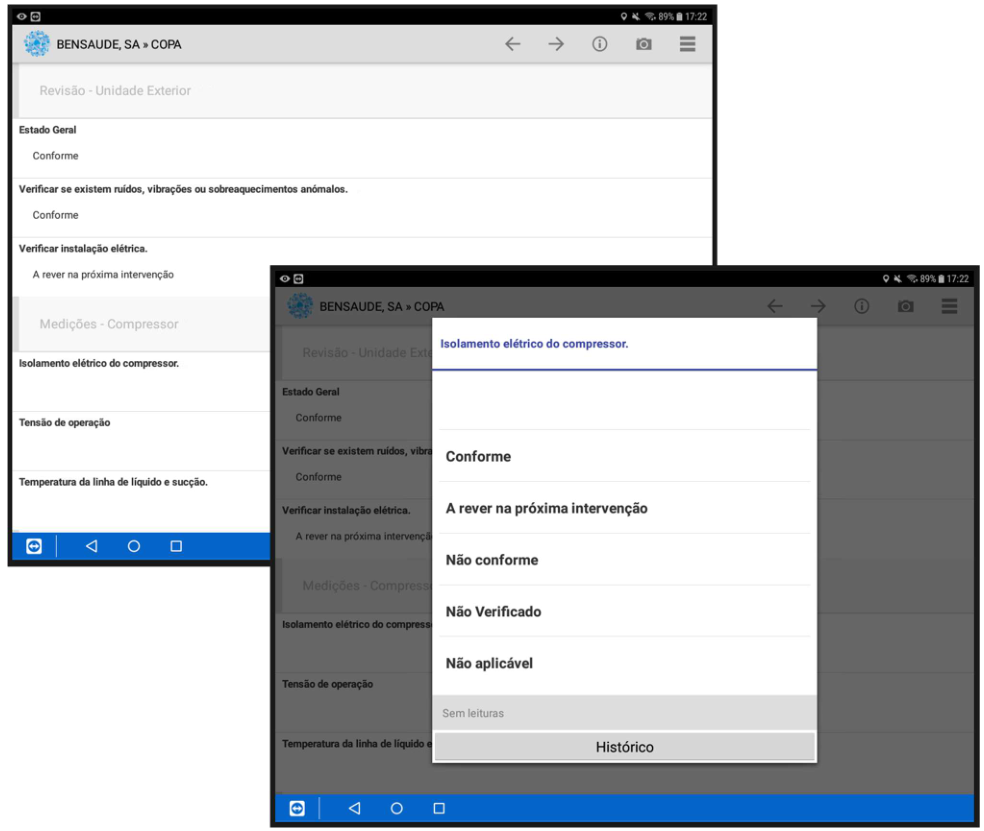 89% 17:22
BENSAUDE, SA » COPA
Revisão - Unidade Exterior
Estado Geral
Conforme
Verificar se existem ruídos, vibrações ou sobreaquecimentos anómalos.
Conforme
Verificar instalação elétrica.
A rever na próxima intervenção
Medições - Compressor
Isolamento elétrico do compressor.
Tensão de operação
Temperatura da linha de líquido e sucção.
89% 17:22
BENSAUDE, SA » COPA
Revisão - Unidade Exte
Estado Geral
Conforme
Verificar se existem ruídos, vibra
Conforme
Verificar instalação elétrica.
A rever na próxima intervençã
Medições - Compress
Isolamento elétrico do compress
Tensão de operação
Temperatura da linha de líquido e
Isolamento elétrico do compressor.
Conforme
A rever na próxima intervenção
Não conforme
Não Verificado
Não aplicável
Sem leituras
Histórico